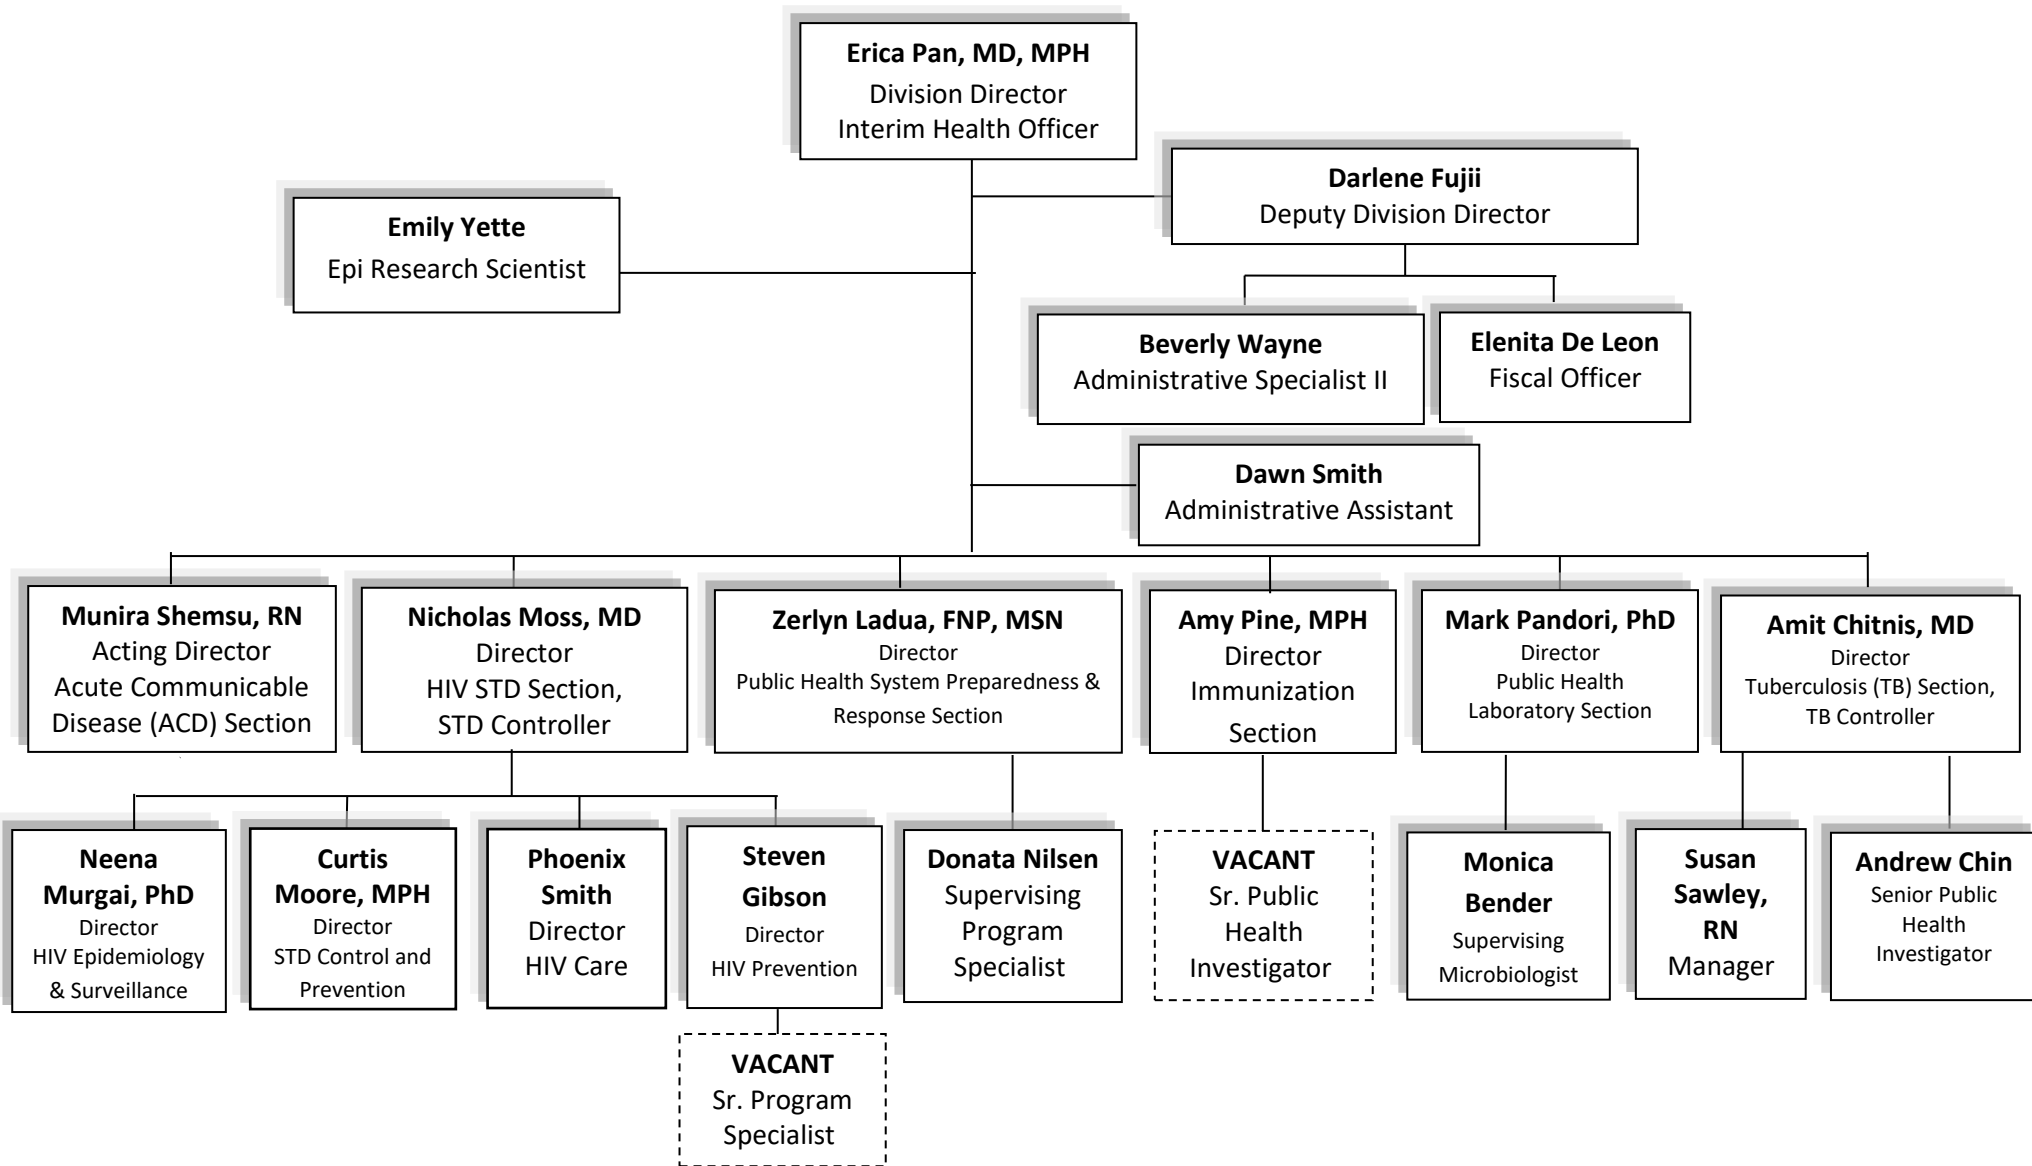 Erica Pan, MD, MPH
Division Director
Interim Health Officer
Darlene Fujii
Deputy Division Director
Emily Yette
Epi Research Scientist
Beverly Wayne
Administrative Specialist II
Elenita De Leon
Fiscal Officer
Dawn Smith
Administrative Assistant
Munira Shemsu, RN
Acting Director
Acute Communicable
Disease (ACD) Section
Nicholas Moss, MD
Director
HIV STD Section,
STD Controller
Zerlyn Ladua, FNP, MSN
Director
Public Health System Preparedness &
Response Section
Amy Pine, MPH
Director
Immunization
Section
Mark Pandori, PhD
Director
Public Health
Laboratory Section
Amit Chitnis, MD
Director
Tuberculosis (TB) Section,
TB Controller
Neena
Murgai, PhD
Director
HIV Epidemiology
& Surveillance
Curtis
Moore, MPH
Director
STD Control and
Prevention
Phoenix
Smith
Director
HIV Care
Steven
Gibson
Director
HIV Prevention
Donata Nilsen
Supervising
Program
Specialist
VACANT
Sr. Public
Health
Investigator
Monica
Bender
Supervising
Microbiologist
Susan
Sawley,
RN
Manager
Andrew Chin
Senior Public
Health
Investigator
VACANT
Sr. Program
Specialist